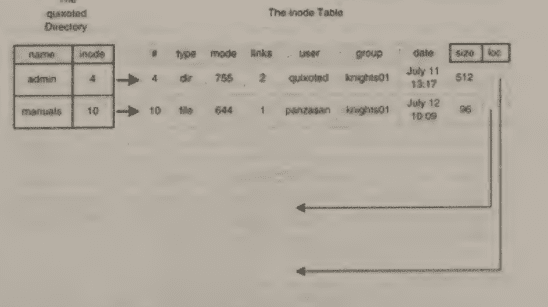 The
quixoted
Directory
The Inode Table
name inode # type mode links user group date size loc
admin 4 4 dir 755 2 quixoted knights01 July 11 13:17 512
manuals 10 10 file 644 1 panzasan knights01 July 12 10:09 96